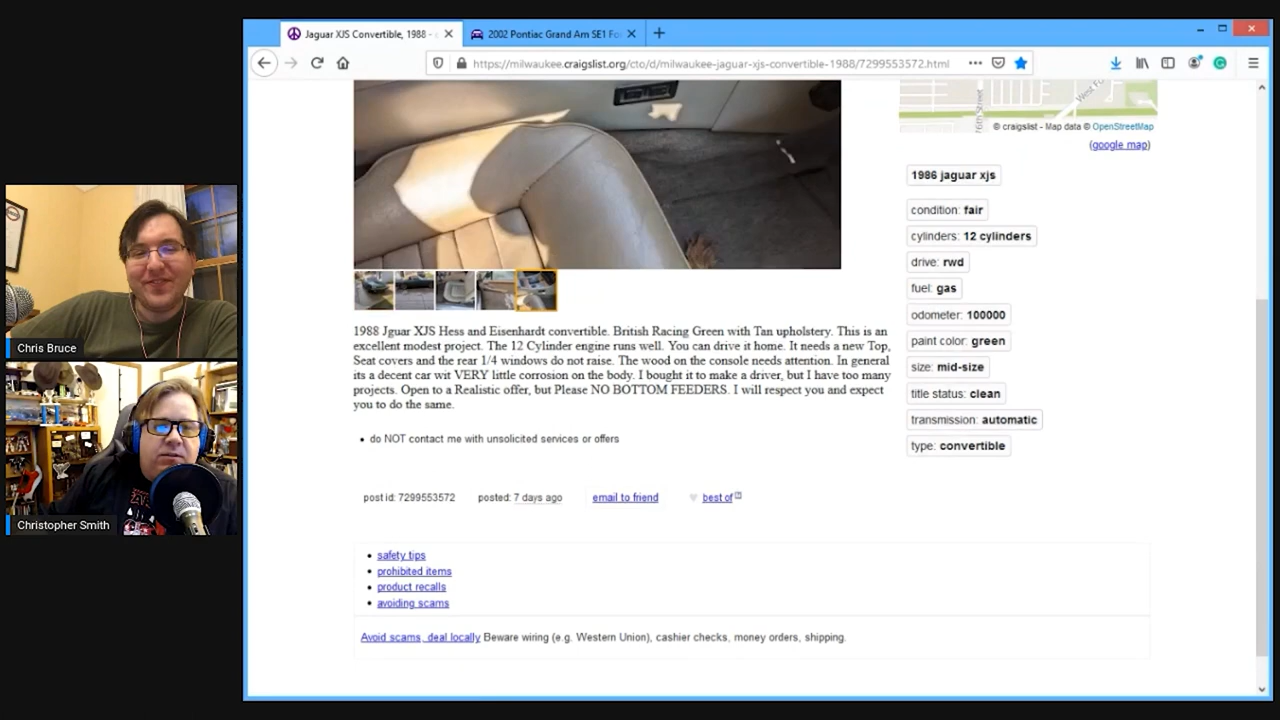 Jaguar XJS Convertible, 1988 -
2002 Pontiac Grand Am SE1 Fo
https://milwaukee.craigslist.org/cto/d/milwaukee-jaguar-xjs-convertible-1988/7299553572.html
© craigslist - Map data © OpenStreetMap
(google map)
1986 jaguar xjs
condition: fair
cylinders: 12 cylinders
drive: rwd
fuel: gas
odometer: 100000
paint color: green
size: mid-size
title status: clean
transmission: automatic
type: convertible
1988 Jguar XJS Hess and Eisenhardt convertible. British Racing Green with Tan upholstery. This is an
excellent modest project. The 12 Cylinder engine runs well. You can drive it home. It needs a new Top,
Seat covers and the rear 1/4 windows do not raise. The wood on the console needs attention. In general
its a decent car wit VERY little corrosion on the body. I bought it to make a driver, but I have too many
projects. Open to a Realistic offer, but Please NO BOTTOM FEEDERS. I will respect you and expect
you to do the same.
• do NOT contact me with unsolicited services or offers
post id: 7299553572 posted: 7 days ago email to friend best of [?]
• safety tips
• prohibited items
• product recalls
• avoiding scams
Avoid scams, deal locally Beware wiring (e.g. Western Union), cashier checks, money orders, shipping.
Chris Bruce
Christopher Smith